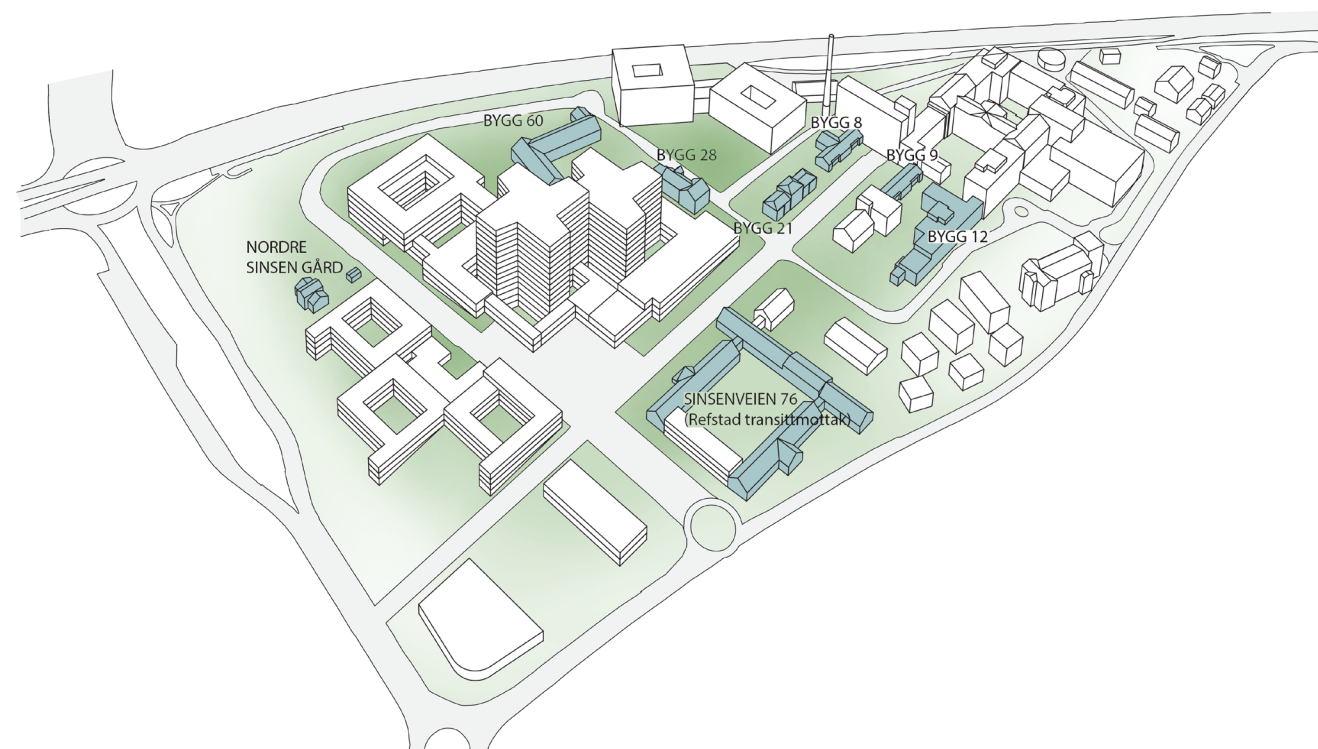 BYGG 60
BYGG 8
BYGG 28
BYGG 9
BYGG 21
BYGG 12
NORDRE
SINSEN GÅRD
SINSENVEIEN 76
(Refstad transittmottak)